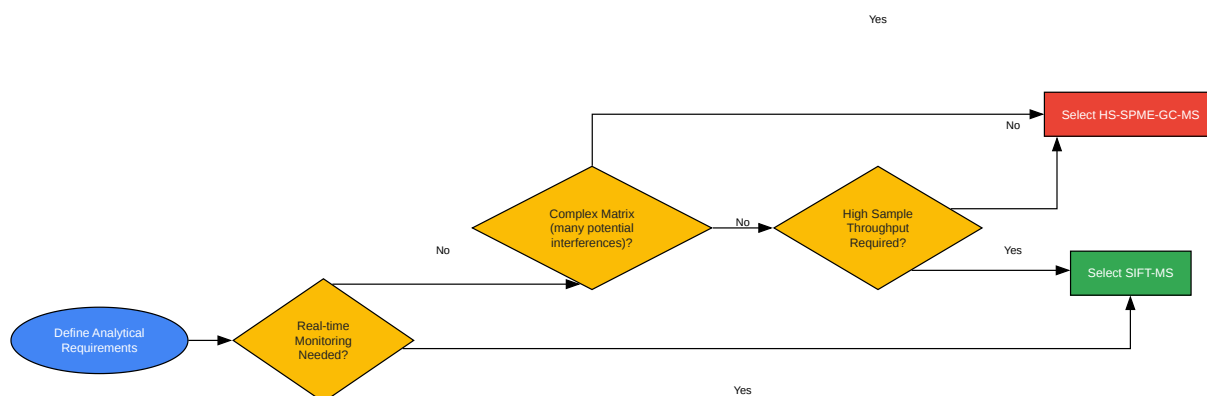 Yes
Select HS-SPME-GC-MS
No
Complex Matrix
(many potential
interferences)?
No
High Sample
Throughput
Required?
No
Yes
Select SIFT-MS
Define Analytical
Requirements
Real-time
Monitoring
Needed?
Yes